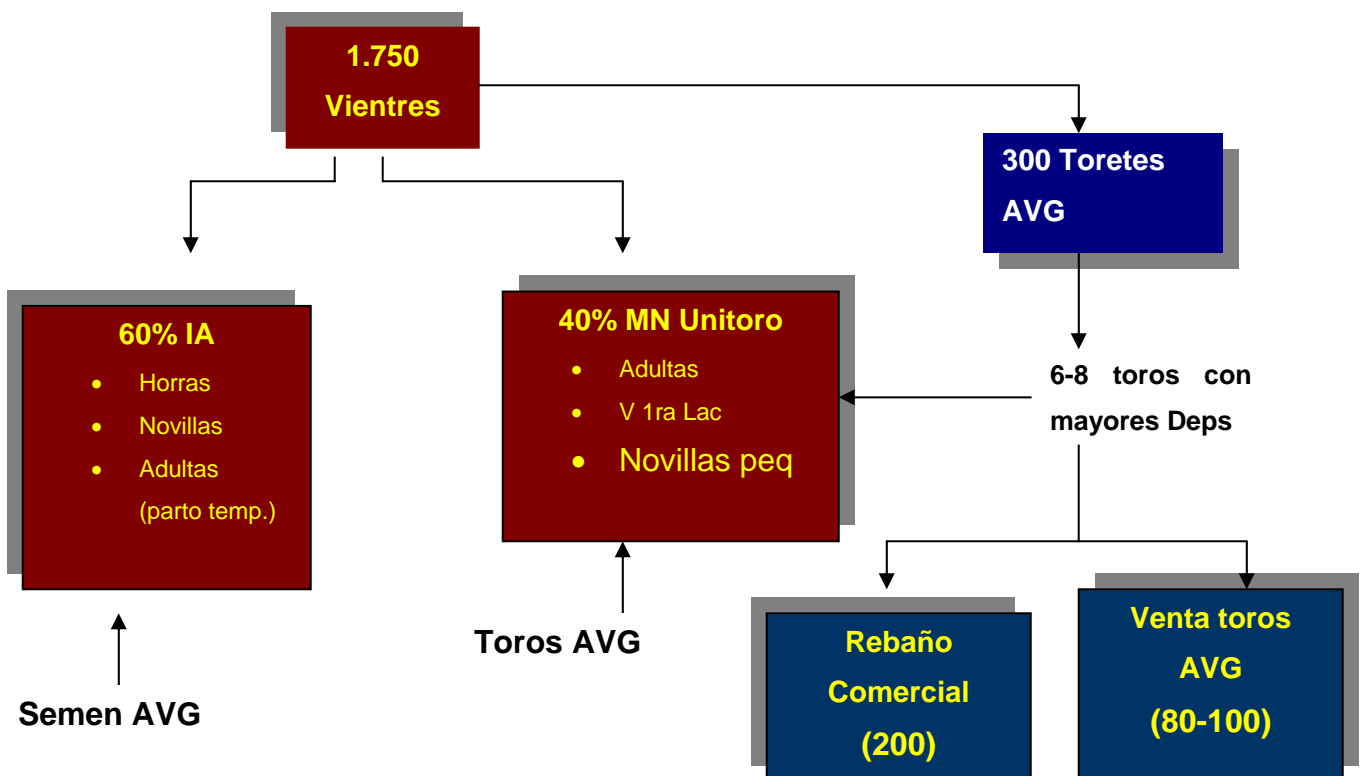 1.750
Vientres
300 Toretes
AVG
60% IA
• Horras
• Novillas
• Adultas
(parto temp.)
40% MN Unitoro
• Adultas
• V 1ra Lac
• Novillas peq
6-8 toros con
mayores Deps
Semen AVG
Toros AVG
Rebaño
Comercial
(200)
Venta toros
AVG
(80-100)